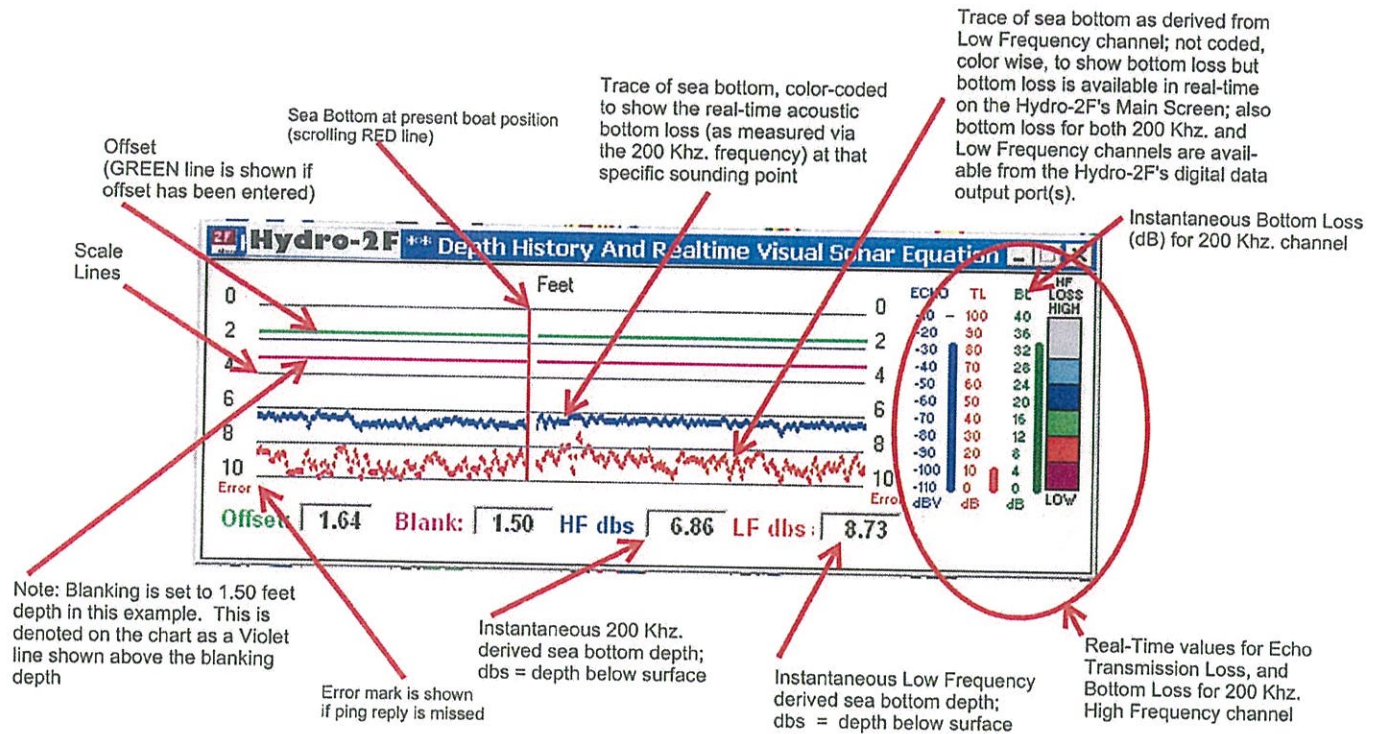 Trace of sea bottom as derived from
Low Frequency channel; not coded,
color wise, to show bottom loss but
bottom loss is available in real-time
on the Hydro-2F's Main Screen; also
bottom loss for both 200 Khz. and
Low Frequency channels are avail-
able from the Hydro-2F's digital data
output port(s).
Trace of sea bottom, color-coded
to show the real-time acoustic
bottom loss (as measured via
the 200 Khz. frequency) at that
specific sounding point
Sea Bottom at present boat position
(scrolling RED line)
Offset
(GREEN line is shown if
offset has been entered)
Scale
Lines
Instantaneous Bottom Loss
(dB) for 200 Khz. channel
2F Hydro-2F ** Depth History And Realtime Visual Sonar Equation
Feet
0
2
4
6
8
10
Error
0
2
4
6
8
10
Error
ECHO TL BL
-10 - 100 40
-20 90 36
-30 80 32
-40 70 28
-50 60 24
-60 50 20
-70 40 16
-80 30 12
-90 20 8
-100 10 4
-110 0 0
dBV dB dB
HF
LOSS
HIGH
LOW
Offset: 1.64 Blank: 1.50 HF dbs 6.86 LF dbs: 8.73
Note: Blanking is set to 1.50 feet
depth in this example. This is
denoted on the chart as a Violet
line shown above the blanking
depth
Error mark is shown
if ping reply is missed
Instantaneous 200 Khz.
derived sea bottom depth;
dbs = depth below surface
Instantaneous Low Frequency
derived sea bottom depth;
dbs = depth below surface
Real-Time values for Echo
Transmission Loss, and
Bottom Loss for 200 Khz.
High Frequency channel